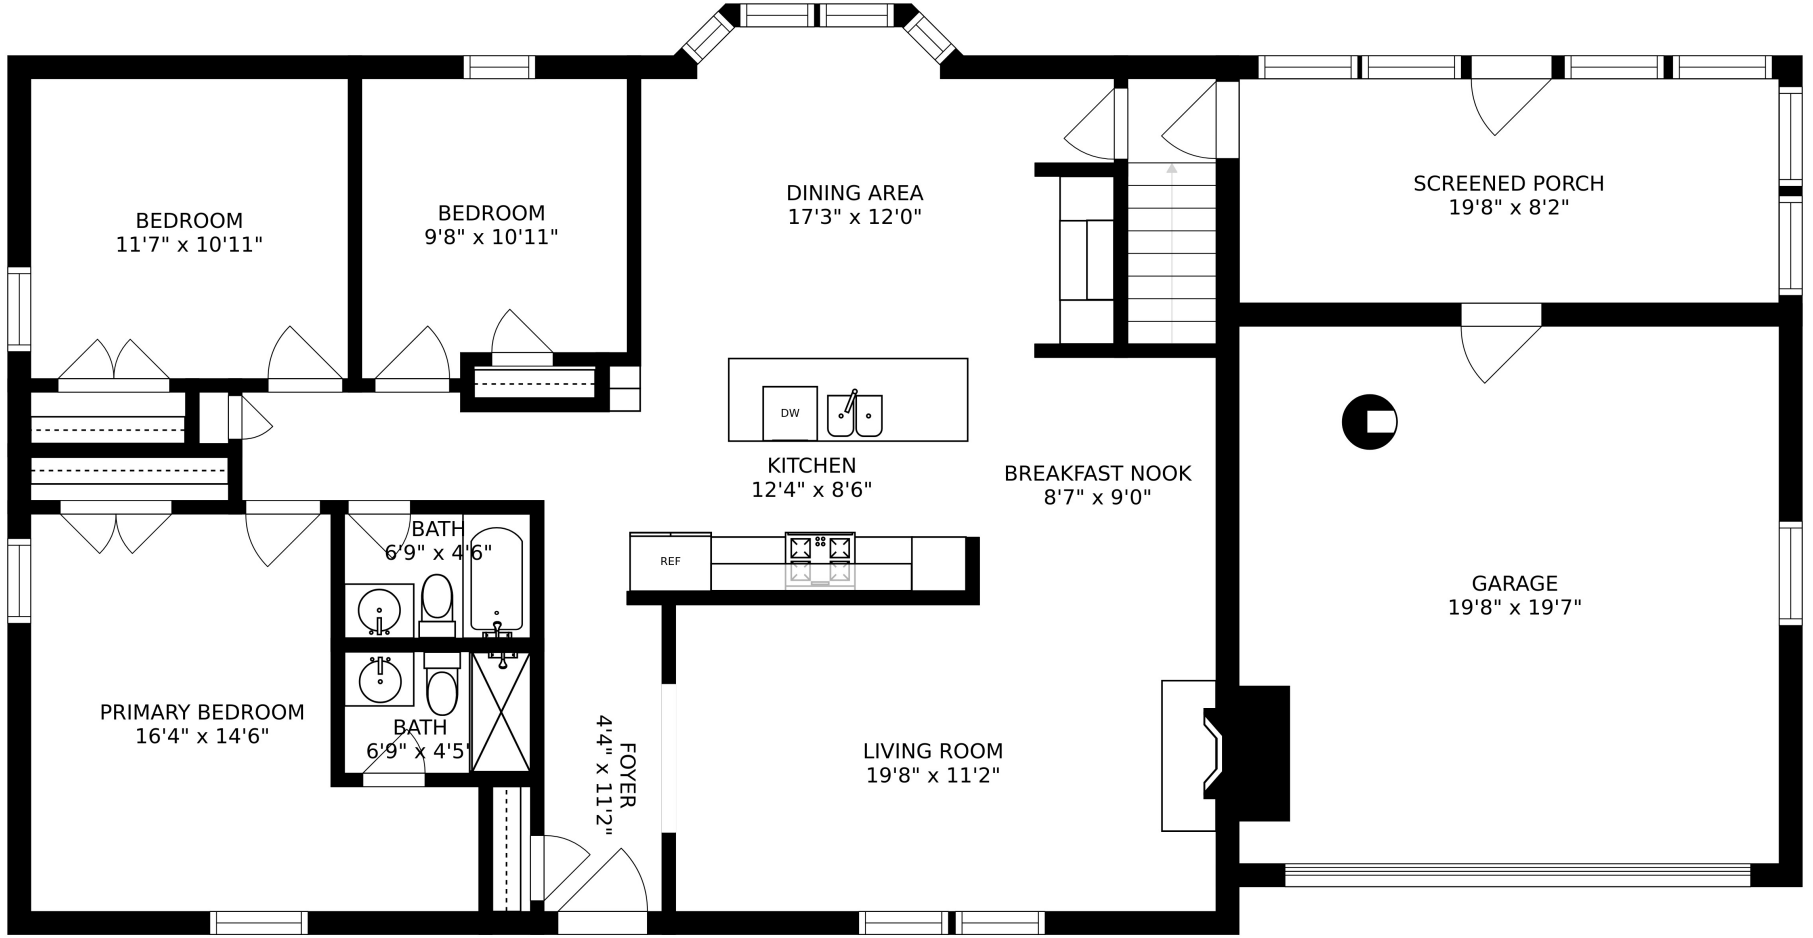 BEDROOM
11'7" x 10'11"
BEDROOM
9'8" x 10'11"
DINING AREA
17'3" x 12'0"
SCREENED PORCH
19'8" x 8'2"
DW
KITCHEN
12'4" x 8'6"
BREAKFAST NOOK
8'7" x 9'0"
BATH
6'9" x 4'6"
REF
GARAGE
19'8" x 19'7"
PRIMARY BEDROOM
16'4" x 14'6"
BATH
6'9" x 4'5"
FOYER
4'4" x 11'2"
LIVING ROOM
19'8" x 11'2"